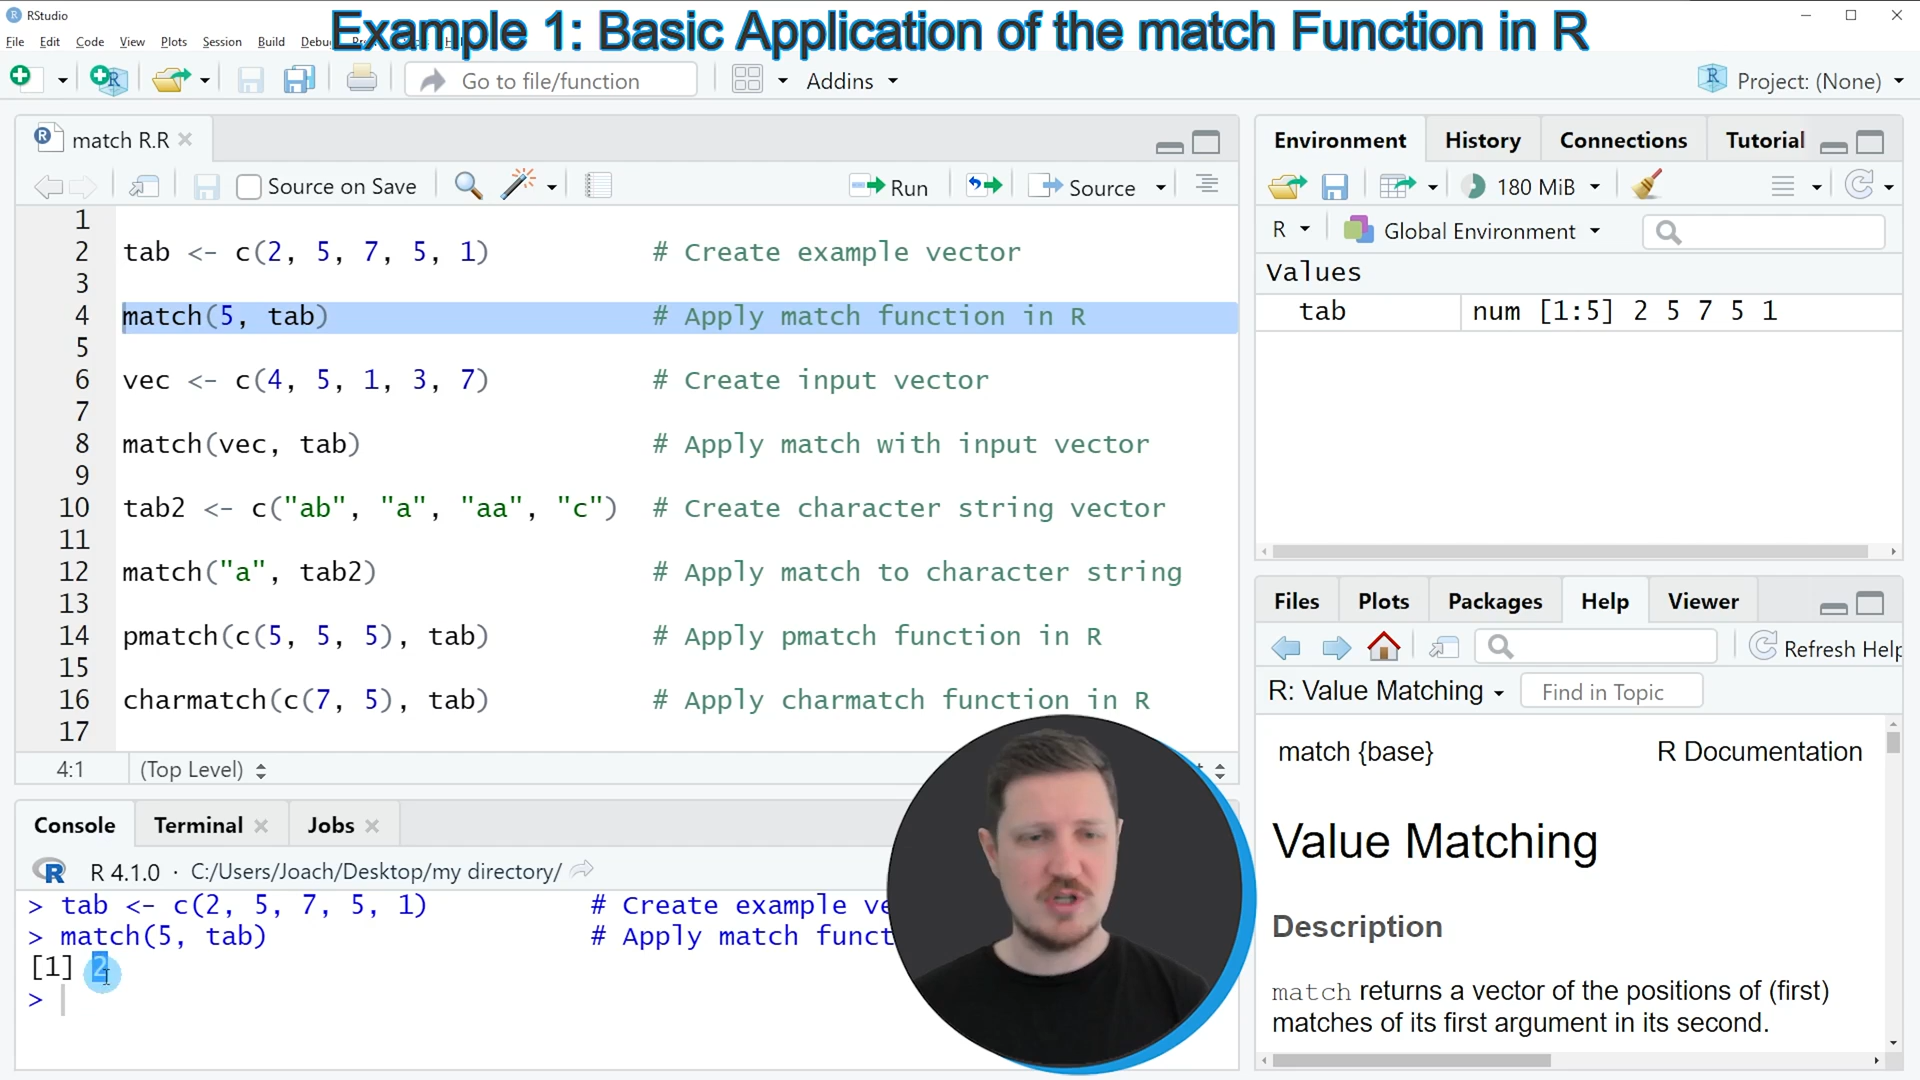 RStudio
Example 1: Basic Application of the match Function in R
File Edit Code View Plots Session Build Debug
Go to file/function
Addins
Project: (None)
match R.R
Source on Save
Run
Source
1
2 tab <- c(2, 5, 7, 5, 1) # Create example vector
3
4 match(5, tab) # Apply match function in R
5
6 vec <- c(4, 5, 1, 3, 7) # Create input vector
7
8 match(vec, tab) # Apply match with input vector
9
10 tab2 <- c("ab", "a", "aa", "c") # Create character string vector
11
12 match("a", tab2) # Apply match to character string
13
14 pmatch(c(5, 5, 5), tab) # Apply pmatch function in R
15
16 charmatch(c(7, 5), tab) # Apply charmatch function in R
17
4:1 (Top Level)
Console Terminal Jobs
R 4.1.0 · C:/Users/Joach/Desktop/my directory/
> tab <- c(2, 5, 7, 5, 1) # Create example ve
> match(5, tab) # Apply match funct
[1] 2
>
Environment History Connections Tutorial
180 MiB
R Global Environment
Values
tab num [1:5] 2 5 7 5 1
Files Plots Packages Help Viewer
Refresh Help
R: Value Matching Find in Topic
match {base} R Documentation
Value Matching
Description
match returns a vector of the positions of (first)
matches of its first argument in its second.